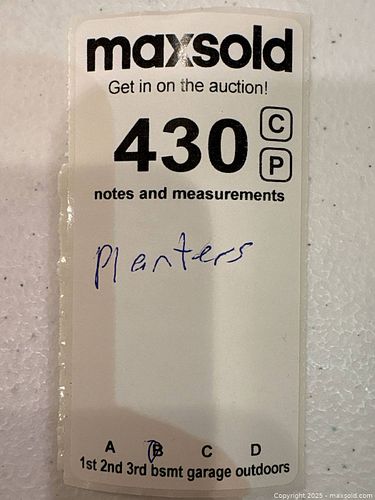 maxsold
Get in on the auction!
430 C
P
notes and measurements
Planters
A B C D
1st 2nd 3rd bsmt garage outdoors
Copyright 2025 - maxsold.com